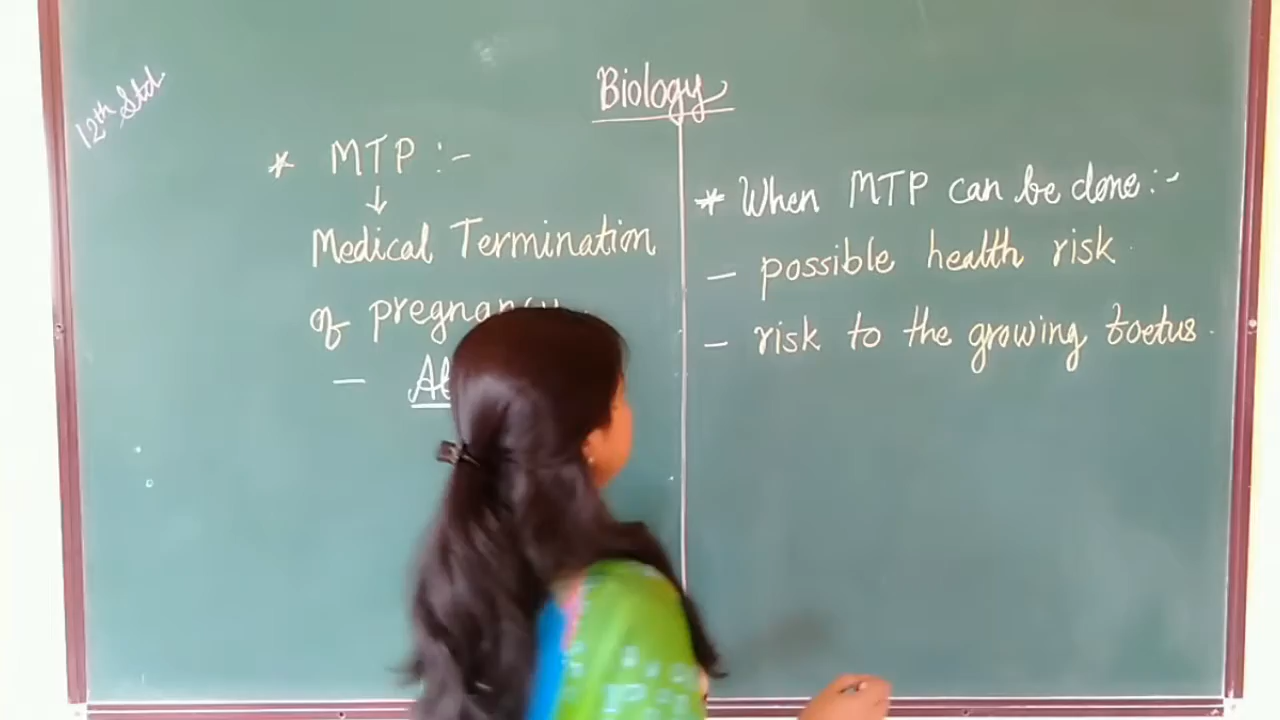 12th Std
Biology
* MTP :-
↓
Medical Termination
of pregnancy
—
* When MTP can be done :-
— possible health risk
— risk to the growing foetus.